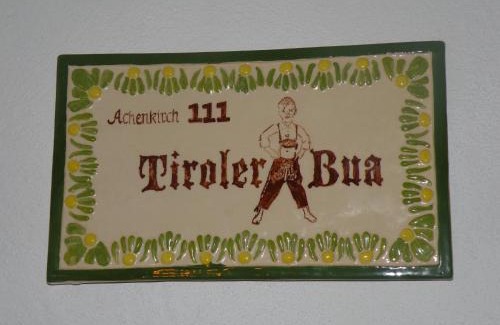 Achenkirch 111
Tiroler Bua